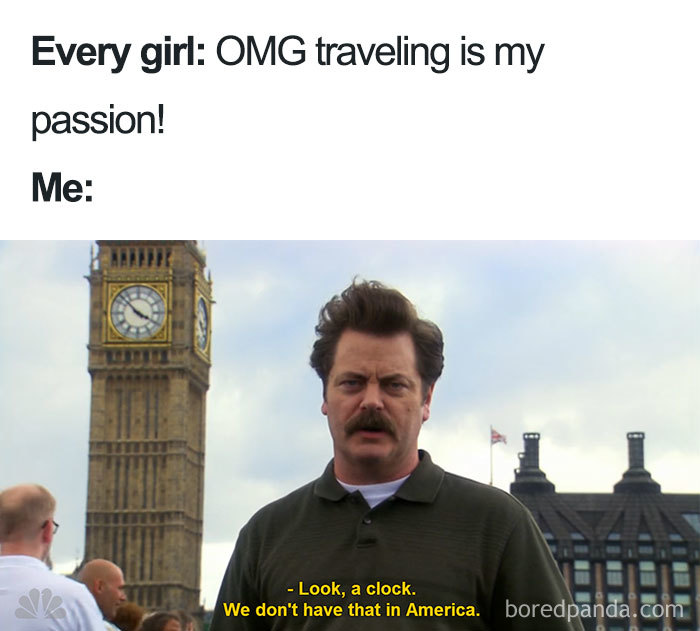 Every girl: OMG traveling is my
passion!
Me:
- Look, a clock.
We don't have that in America.
boredpanda.com